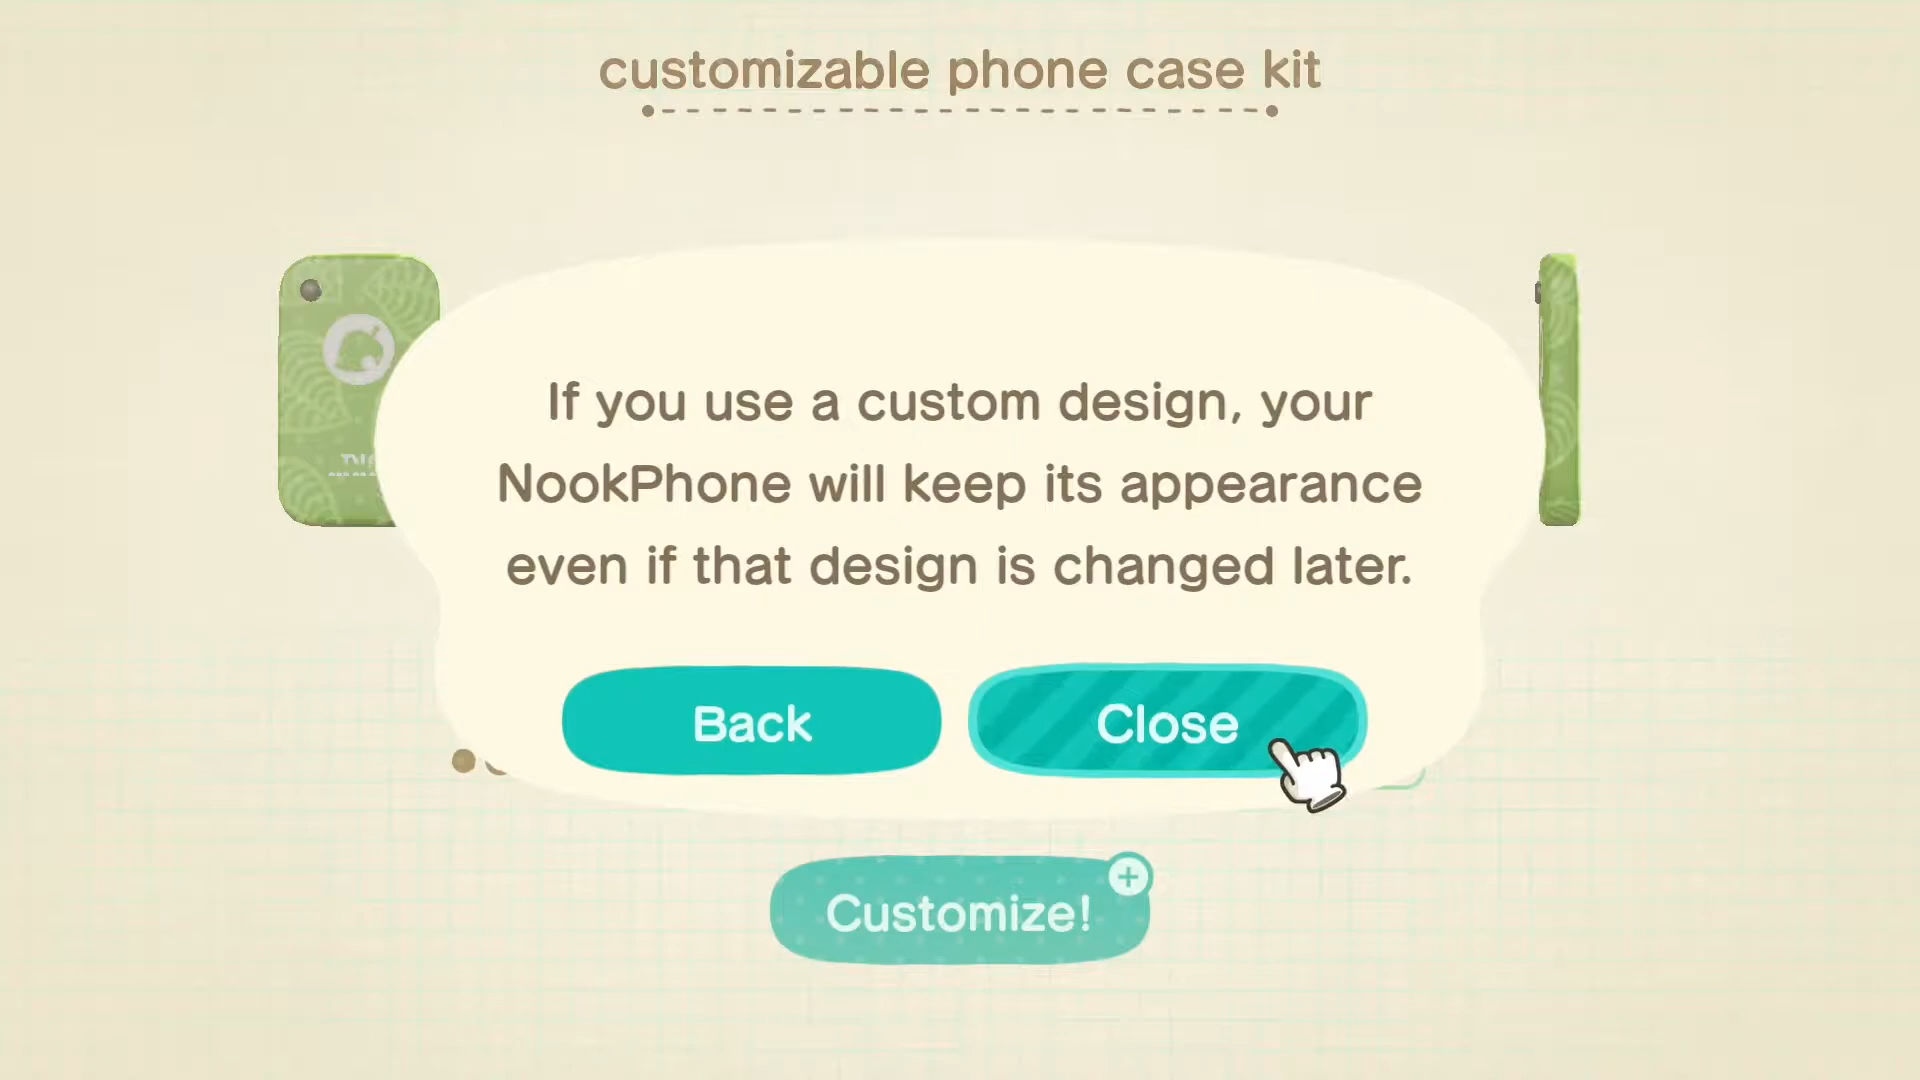 customizable phone case kit
If you use a custom design, your
NookPhone will keep its appearance
even if that design is changed later.
Back
Close
Customize!